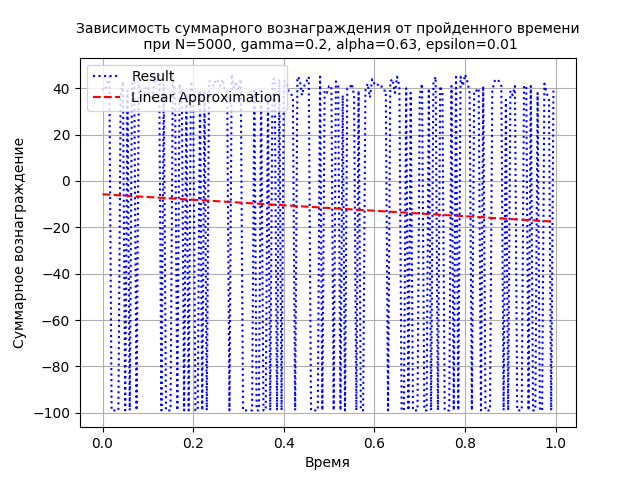 Зависимость суммарного вознаграждения от пройденного времени
при N=5000, gamma=0.2, alpha=0.63, epsilon=0.01
Result
Linear Approximation
40
20
0
−20
−40
−60
−80
−100
Суммарное вознаграждение
0.0 0.2 0.4 0.6 0.8 1.0
Время